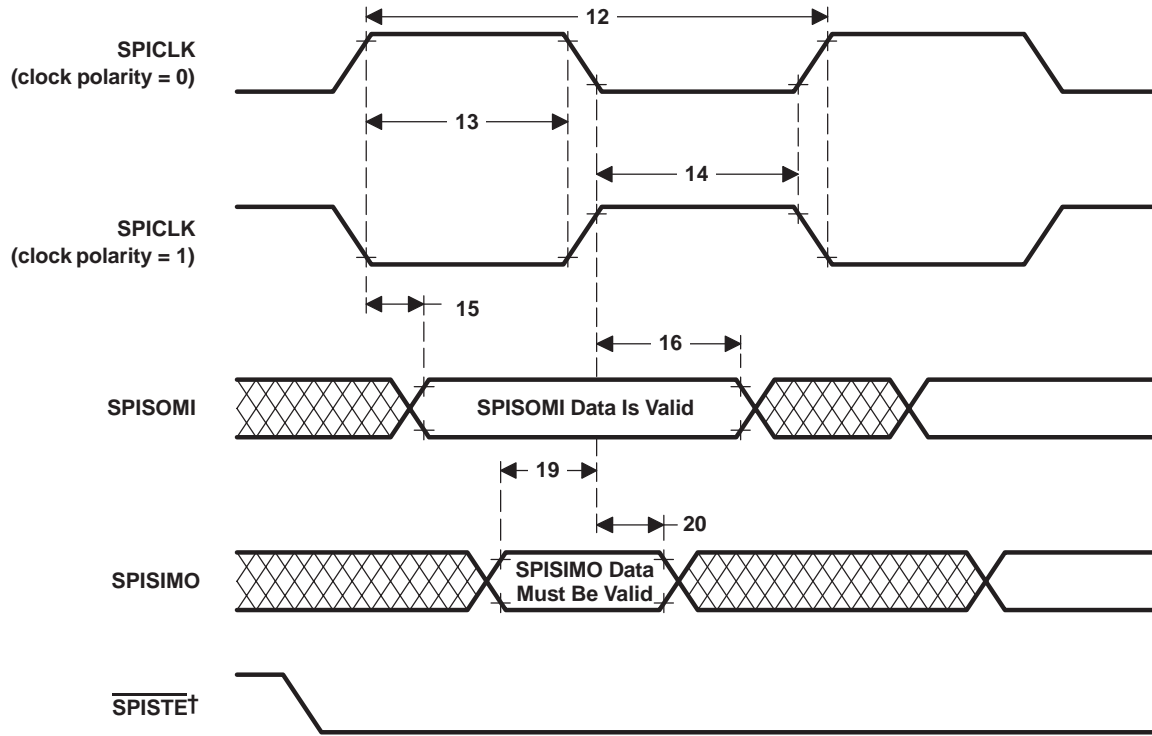 12
SPICLK
(clock polarity = 0)
13
14
SPICLK
(clock polarity = 1)
15
16
SPISOMI
SPISOMI Data Is Valid
19
20
SPISIMO
SPISIMO Data
Must Be Valid
SPISTE†